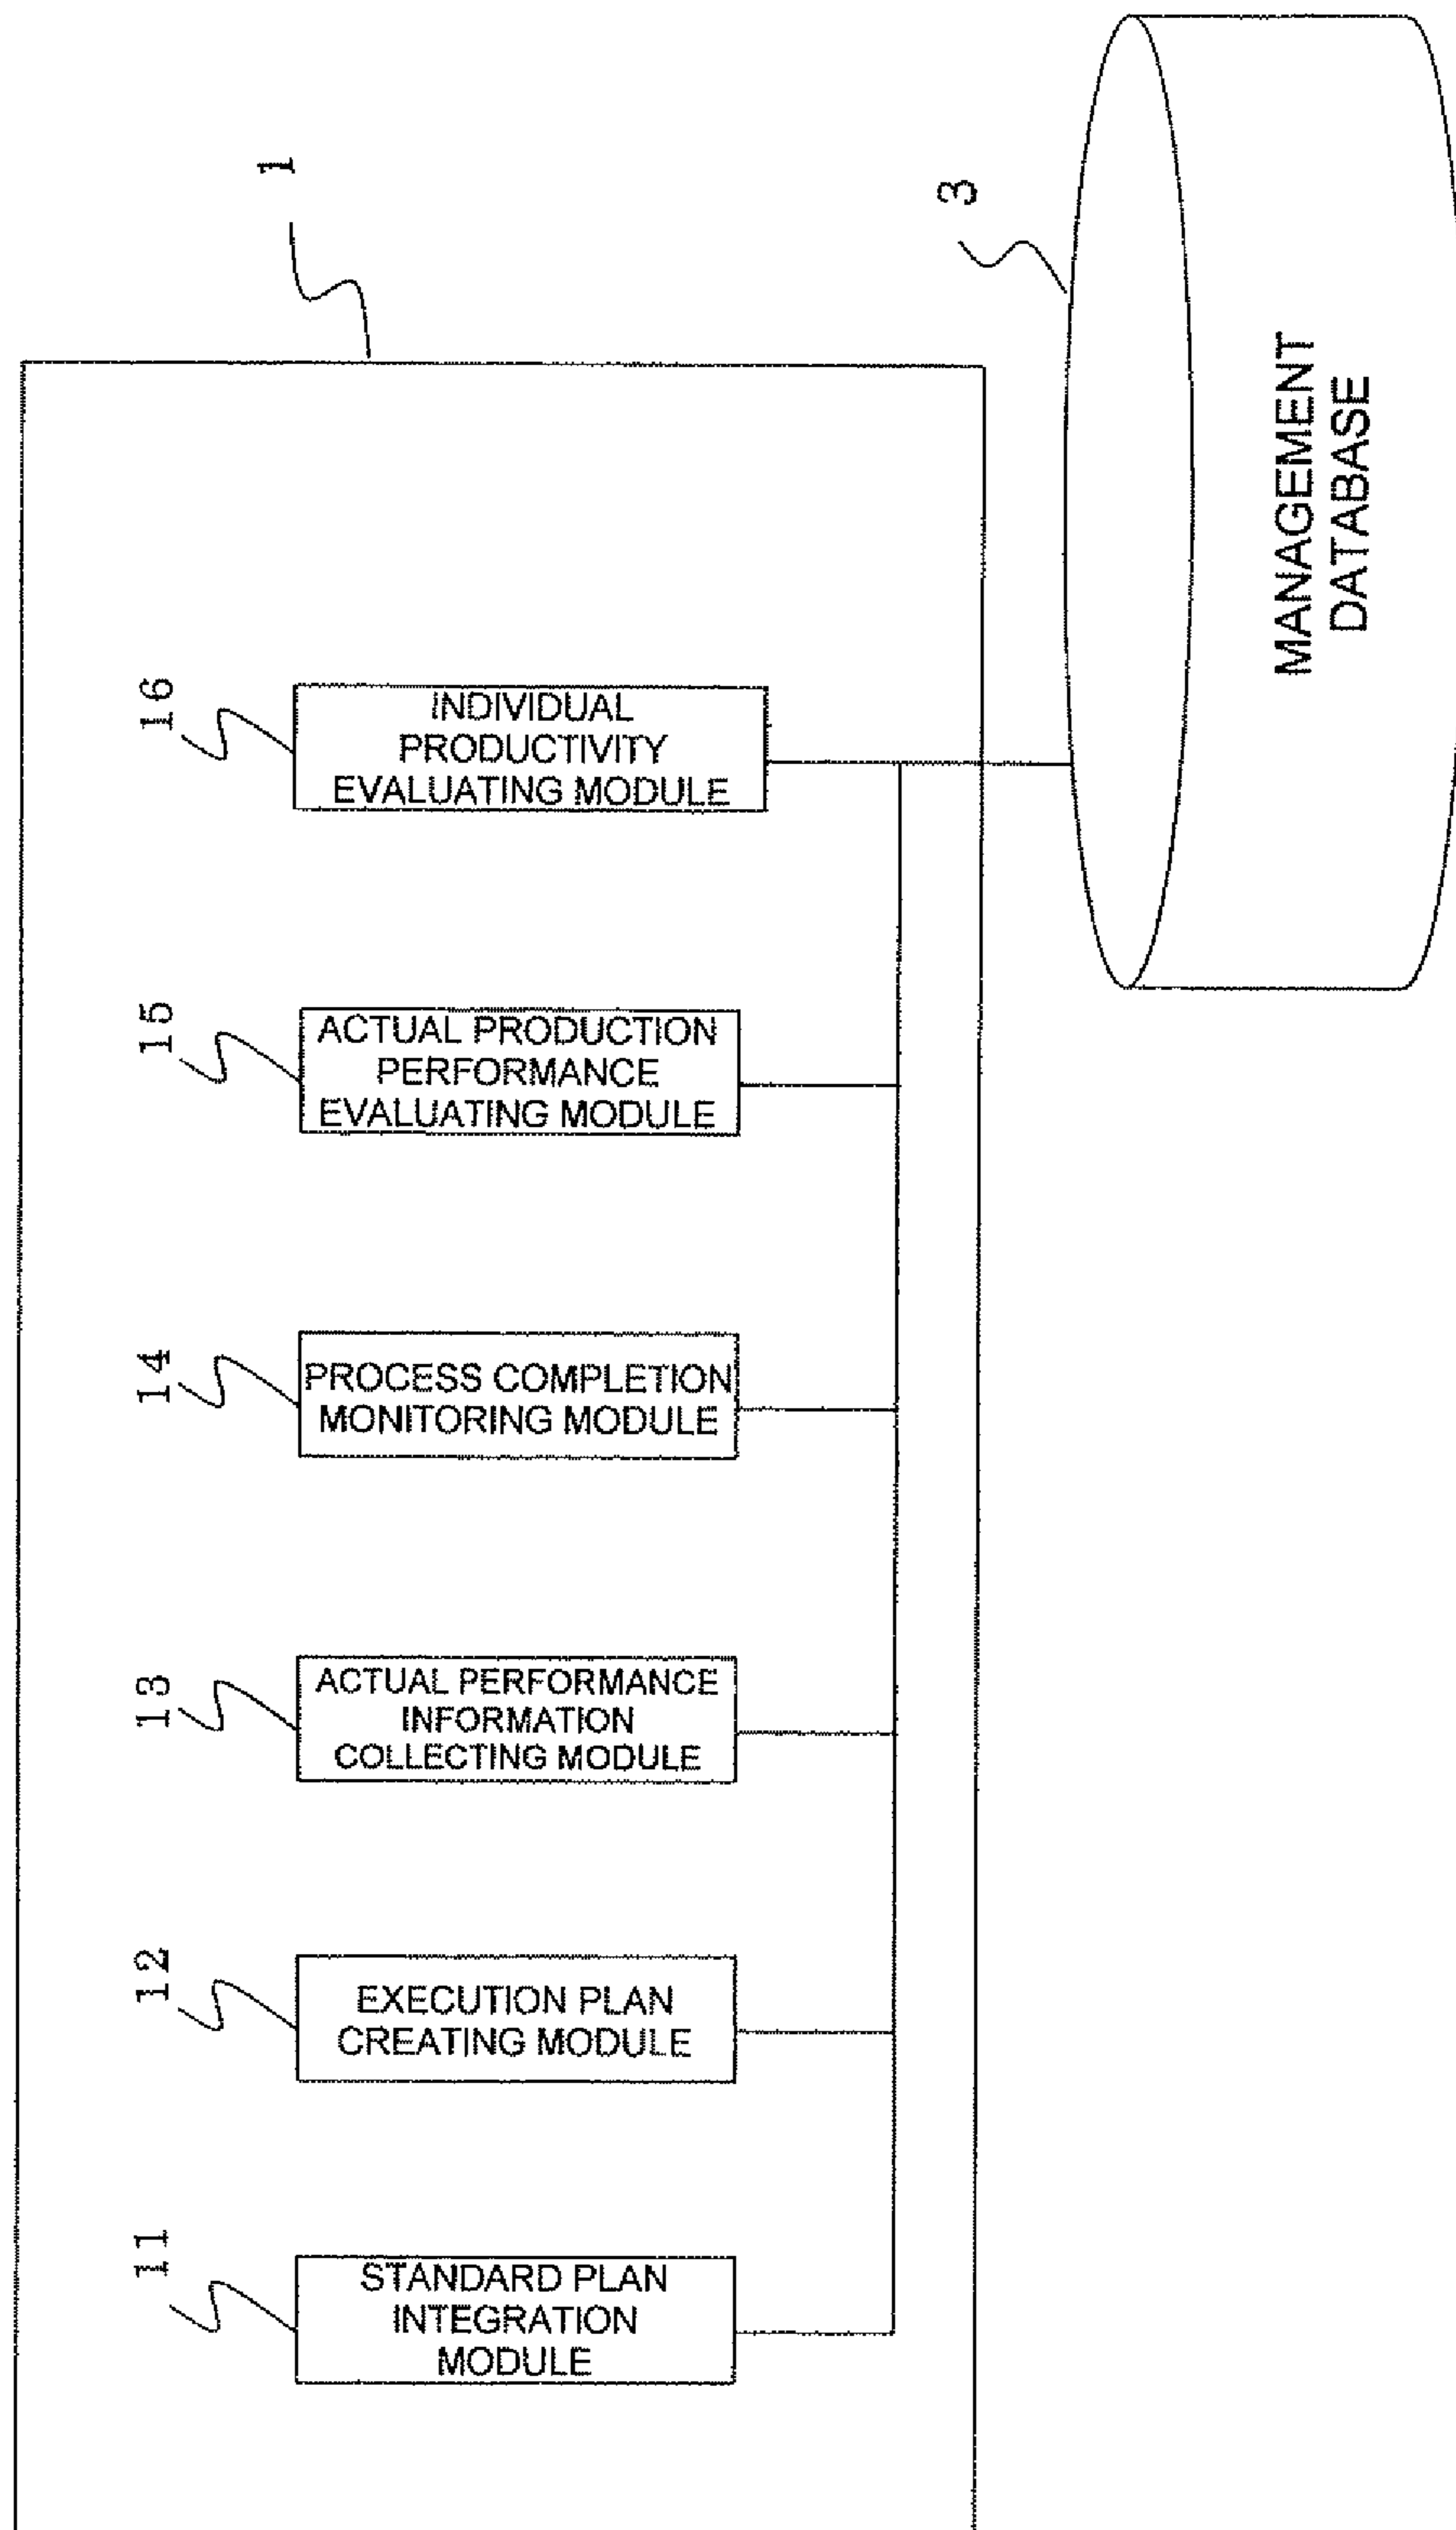 1
11
STANDARD PLAN
INTEGRATION
MODULE
12
EXECUTION PLAN
CREATING MODULE
13
ACTUAL PERFORMANCE
INFORMATION
COLLECTING MODULE
14
PROCESS COMPLETION
MONITORING MODULE
15
ACTUAL PRODUCTION
PERFORMANCE
EVALUATING MODULE
16
INDIVIDUAL
PRODUCTIVITY
EVALUATING MODULE
3
MANAGEMENT
DATABASE